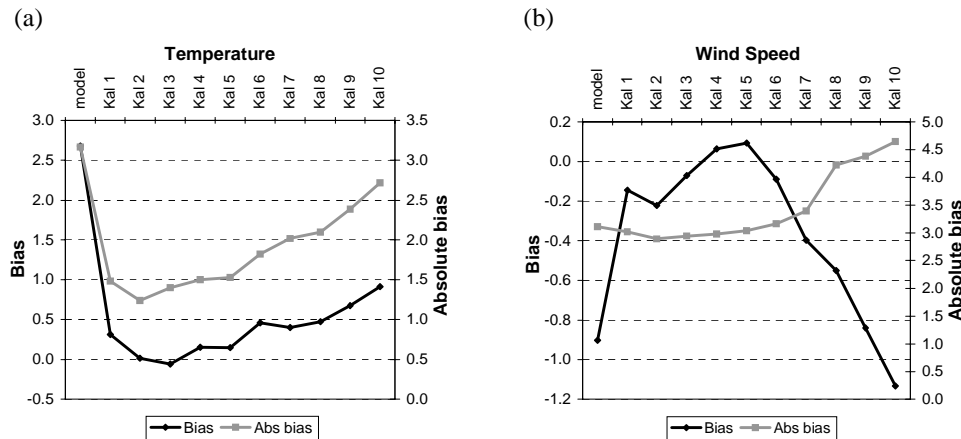 (a)
Temperature
model
Kal 1
Kal 2
Kal 3
Kal 4
Kal 5
Kal 6
Kal 7
Kal 8
Kal 9
Kal 10
3.0
2.5
2.0
1.5
1.0
0.5
0.0
-0.5
Bias
3.5
3.0
2.5
2.0
1.5
1.0
0.5
0.0
Absolute bias
Bias
Abs bias
(b)
Wind Speed
model
Kal 1
Kal 2
Kal 3
Kal 4
Kal 5
Kal 6
Kal 7
Kal 8
Kal 9
Kal 10
0.2
0.0
-0.2
-0.4
-0.6
-0.8
-1.0
-1.2
Bias
5.0
4.5
4.0
3.5
3.0
2.5
2.0
1.5
1.0
0.5
0.0
Absolute bias
Bias
Abs bias